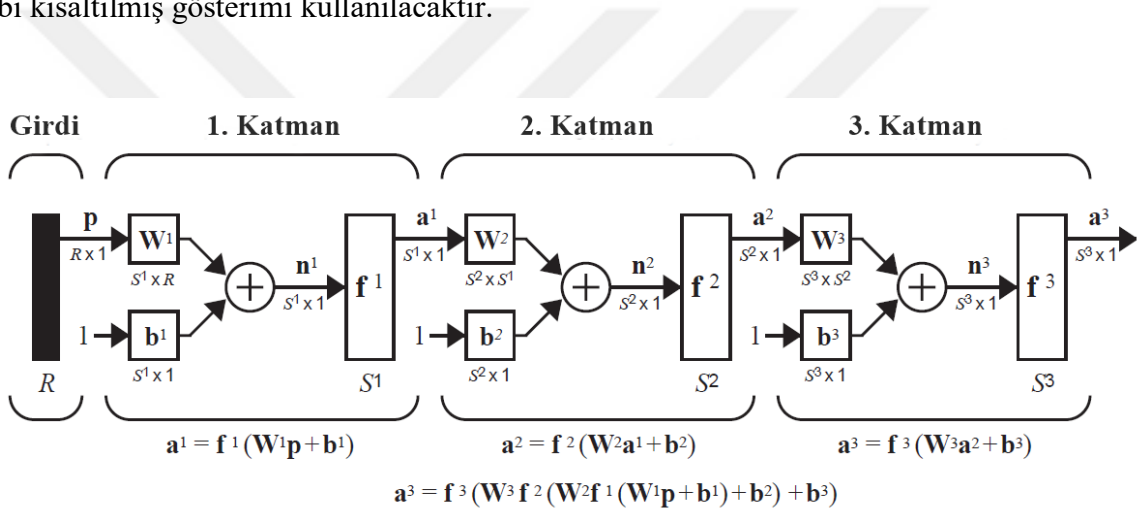 bi kısaltılmış gösterimi kullanılacaktır.
Girdi 1. Katman 2. Katman 3. Katman
p a¹ a² a³
W¹ W² W³
R x 1 S¹ x 1 S² x 1 S³ x 1
S¹ x R S² x S¹ S³ x S²
n¹ n² n³
+ f ¹ + f ² + f ³
S¹ x 1 S² x 1 S³ x 1
1 b¹ 1 b² 1 b³
R S¹ x 1 S¹ S² x 1 S² S³ x 1 S³
a¹ = f ¹ (W¹p+b¹) a² = f ² (W²a¹+b²) a³ = f ³ (W³a²+b³)
a³ = f ³ (W³ f ² (W²f ¹ (W¹p+b¹)+b²) +b³)